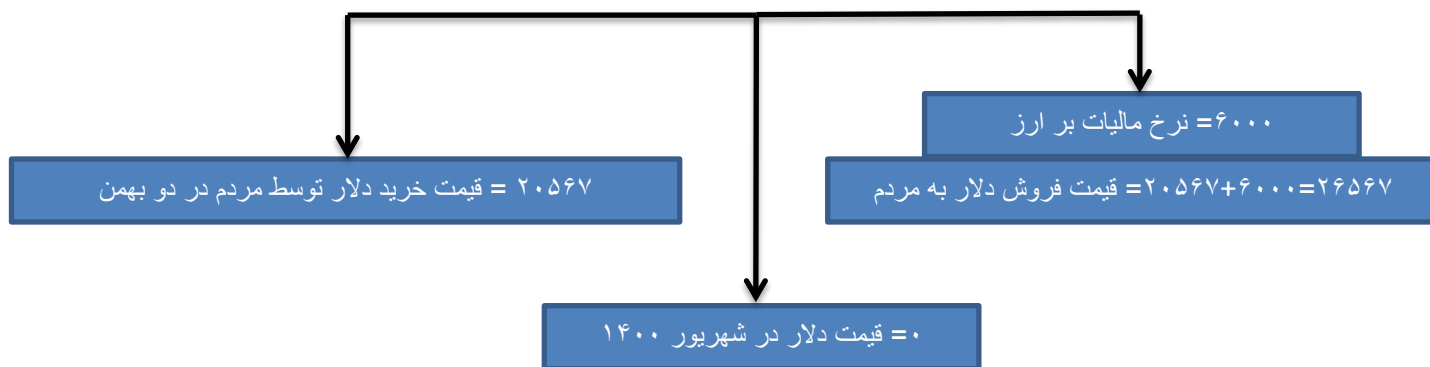 ۶۰۰۰= نرخ مالیات بر ارز
۲۰۵۶۷+۶۰۰۰=۲۶۵۶۷= قیمت فروش دلار به مردم
۲۰۵۶۷ = قیمت خرید دلار توسط مردم در دو بهمن
۰= قیمت دلار در شهریور ۱۴۰۰